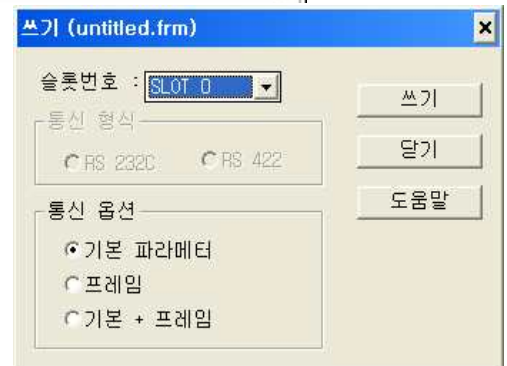 쓰기 (untitled.frm)
슬롯번호 : SLOT 0
쓰기
통신 형식
RS 232C RS 422
닫기
통신 옵션
도움말
기본 파라메터
프레임
기본 + 프레임